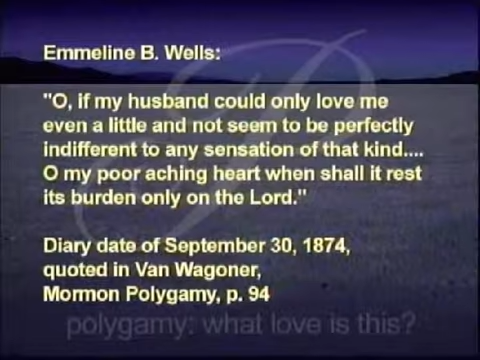 Emmeline B. Wells:
"O, if my husband could only love me
even a little and not seem to be perfectly
indifferent to any sensation of that kind....
O my poor aching heart when shall it rest
its burden only on the Lord."
Diary date of September 30, 1874,
quoted in Van Wagoner,
Mormon Polygamy, p. 94
polygamy: what love is this?